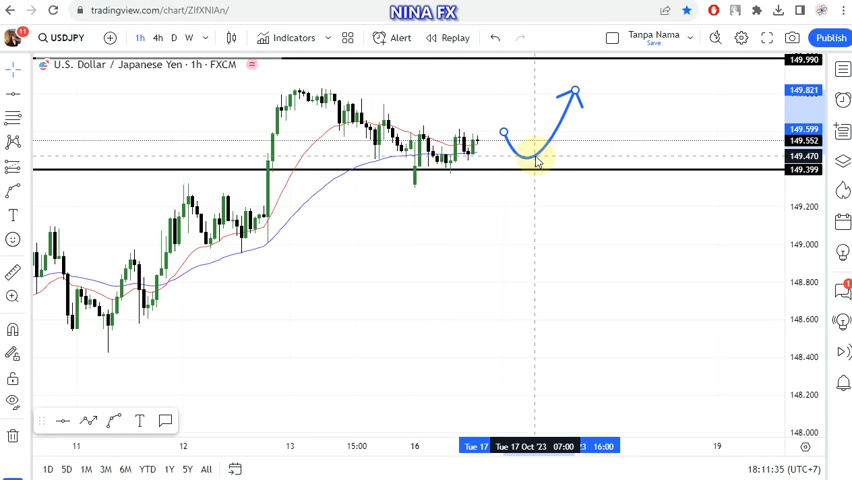 NINA FX
tradingview.com/chart/ZIfXNIAn/
11
USDJPY
1h 4h D W
Indicators
Alert
Replay
Tanpa Nama
Save
Publish
U.S. Dollar / Japanese Yen · 1h · FXCM
149.990
149.821
149.599
149.552
149.470
149.399
149.200
149.000
148.800
148.600
148.400
148.200
148.000
1
11 12 13 15:00 16 Tue 17 Tue 17 Oct '23 07:00 '23 16:00 19
1D 5D 1M 3M 6M YTD 1Y 5Y All
18:11:35 (UTC+7)